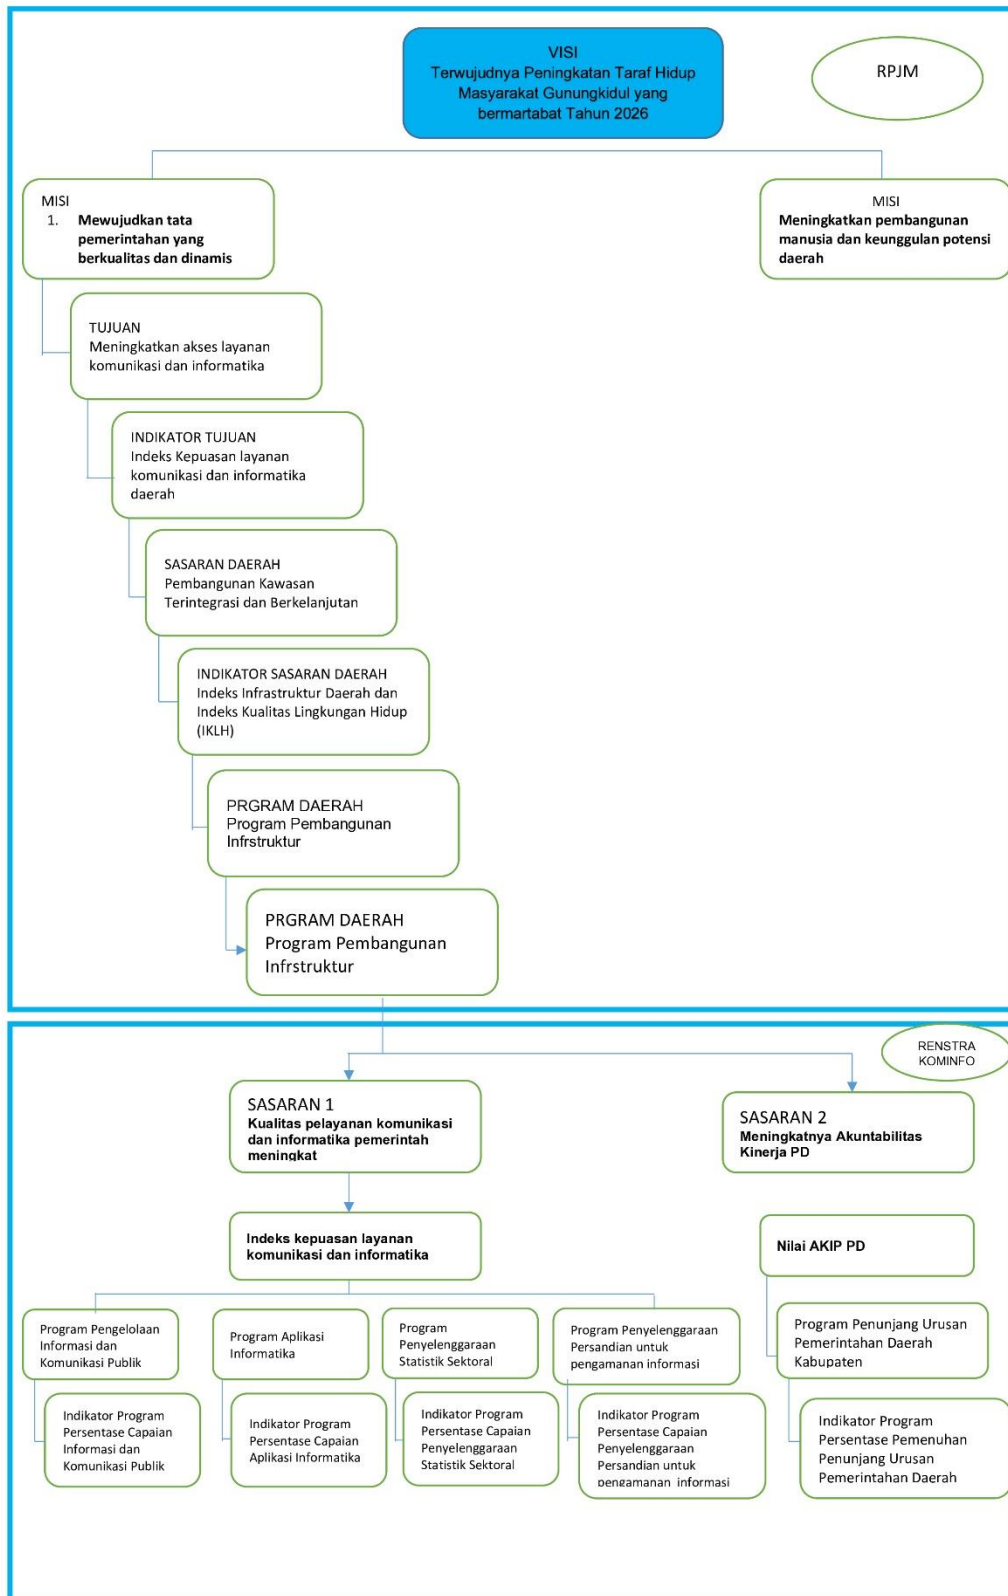 VISI
Terwujudnya Peningkatan Taraf Hidup
Masyarakat Gunungkidul yang
bermartabat Tahun 2026
RPJM
MISI
1. Mewujudkan tata
pemerintahan yang
berkualitas dan dinamis
MISI
Meningkatkan pembangunan
manusia dan keunggulan potensi
daerah
TUJUAN
Meningkatkan akses layanan
komunikasi dan informatika
INDIKATOR TUJUAN
Indeks Kepuasan layanan
komunikasi dan informatika
daerah
SASARAN DAERAH
Pembangunan Kawasan
Terintegrasi dan Berkelanjutan
INDIKATOR SASARAN DAERAH
Indeks Infrastruktur Daerah dan
Indeks Kualitas Lingkungan Hidup
(IKLH)
PRGRAM DAERAH
Program Pembangunan
Infrstruktur
PRGRAM DAERAH
Program Pembangunan
Infrstruktur
RENSTRA
KOMINFO
SASARAN 1
Kualitas pelayanan komunikasi
dan informatika pemerintah
meningkat
SASARAN 2
Meningkatnya Akuntabilitas
Kinerja PD
Indeks kepuasan layanan
komunikasi dan informatika
Nilai AKIP PD
Program Pengelolaan
Informasi dan
Komunikasi Publik
Program Aplikasi
Informatika
Program
Penyelenggaraan
Statistik Sektoral
Program Penyelenggaraan
Persandian untuk
pengamanan informasi
Program Penunjang Urusan
Pemerintahan Daerah
Kabupaten
Indikator Program
Persentase Capaian
Informasi dan
Komunikasi Publik
Indikator Program
Persentase Capaian
Aplikasi Informatika
Indikator Program
Persentase Capaian
Penyelenggaraan
Statistik Sektoral
Indikator Program
Persentase Capaian
Penyelenggaraan
Persandian untuk
pengamanan informasi
Indikator Program
Persentase Pemenuhan
Penunjang Urusan
Pemerintahan Daerah